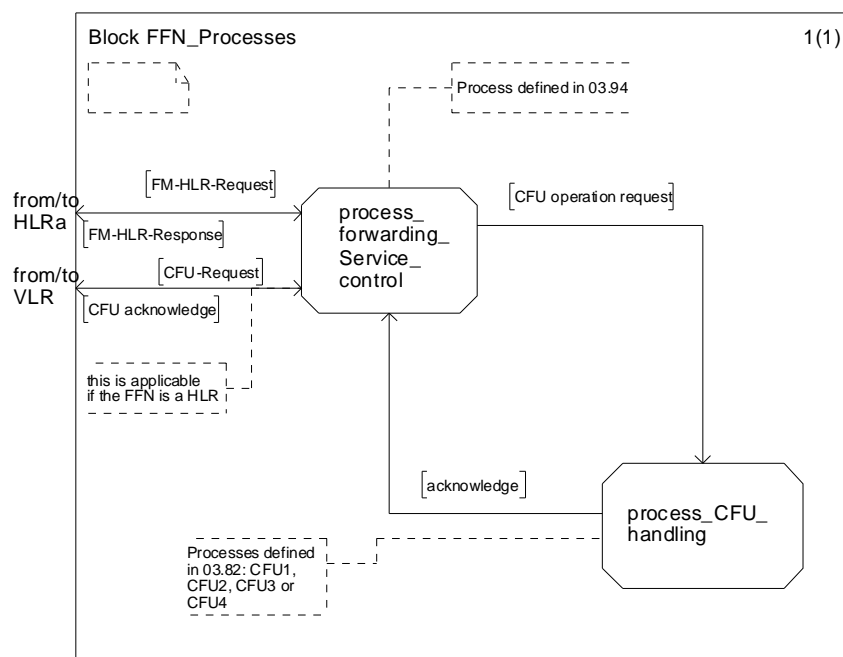 Block FFN_Processes
1(1)
Process defined in 03.94
[FM-HLR-Request]
from/to
HLRa
[FM-HLR-Response]
process_
forwarding_
Service_
control
[CFU operation request]
[CFU-Request]
from/to
VLR
[CFU acknowledge]
this is applicable
if the FFN is a HLR
[acknowledge]
process_CFU_
handling
Processes defined
in 03.82: CFU1,
CFU2, CFU3 or
CFU4